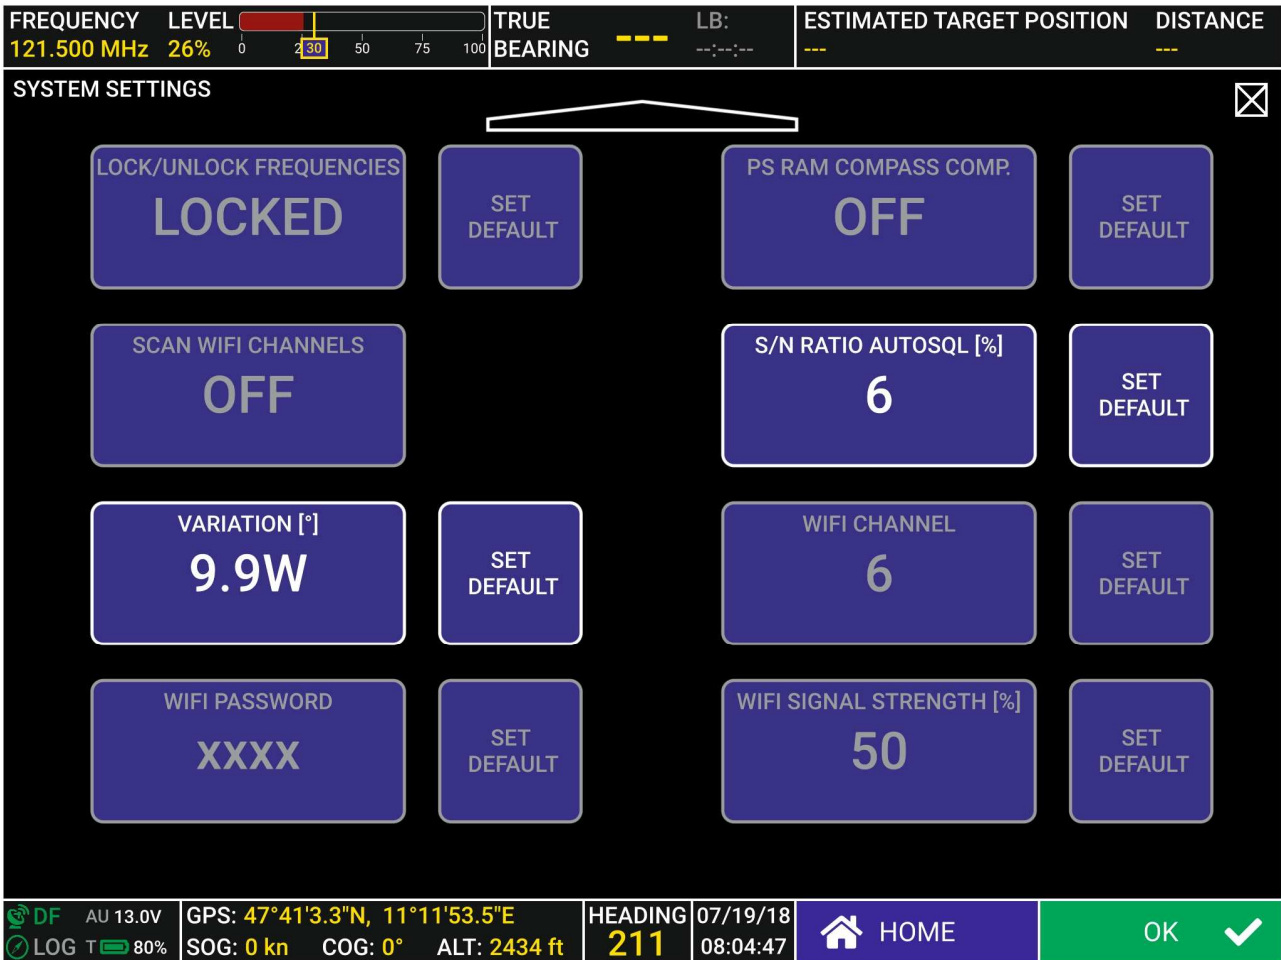 FREQUENCY LEVEL TRUE LB: ESTIMATED TARGET POSITION DISTANCE
121.500 MHz 26% 0 30 50 75 100 BEARING --- --:--:-- --- ---
SYSTEM SETTINGS
LOCK/UNLOCK FREQUENCIES
LOCKED
SET
DEFAULT
PS RAM COMPASS COMP.
OFF
SET
DEFAULT
SCAN WIFI CHANNELS
OFF
S/N RATIO AUTOSQL [%]
6
SET
DEFAULT
VARIATION [°]
9.9W
SET
DEFAULT
WIFI CHANNEL
6
SET
DEFAULT
WIFI PASSWORD
xxxx
SET
DEFAULT
WIFI SIGNAL STRENGTH [%]
50
SET
DEFAULT
DF AU 13.0V GPS: 47°41'3.3"N, 11°11'53.5"E HEADING 07/19/18 HOME OK
LOG T 80% SOG: 0 kn COG: 0° ALT: 2434 ft 211 08:04:47